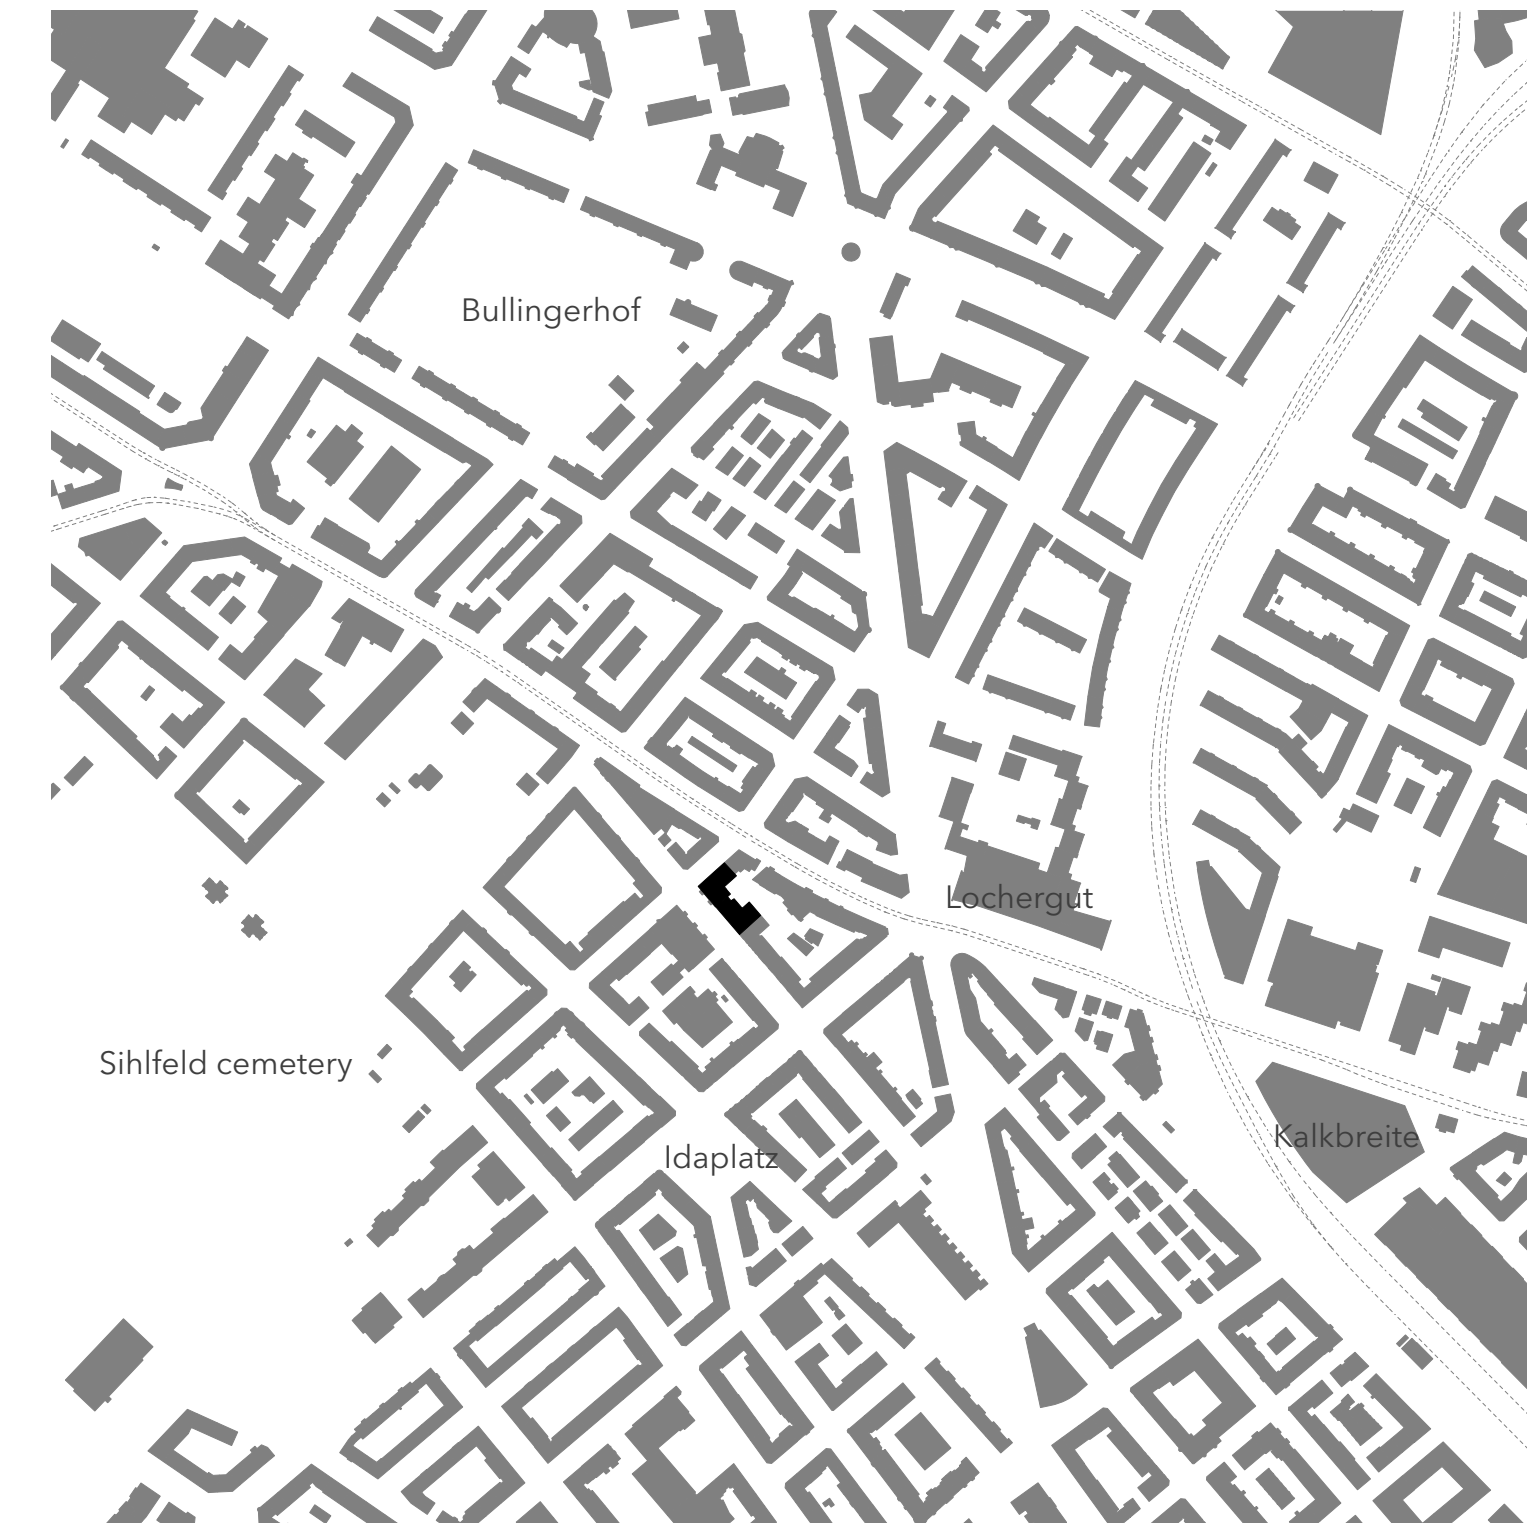 Bullingerhof
Lochergut
Sihlfeld cemetery
Kalkbreite
Idaplatz